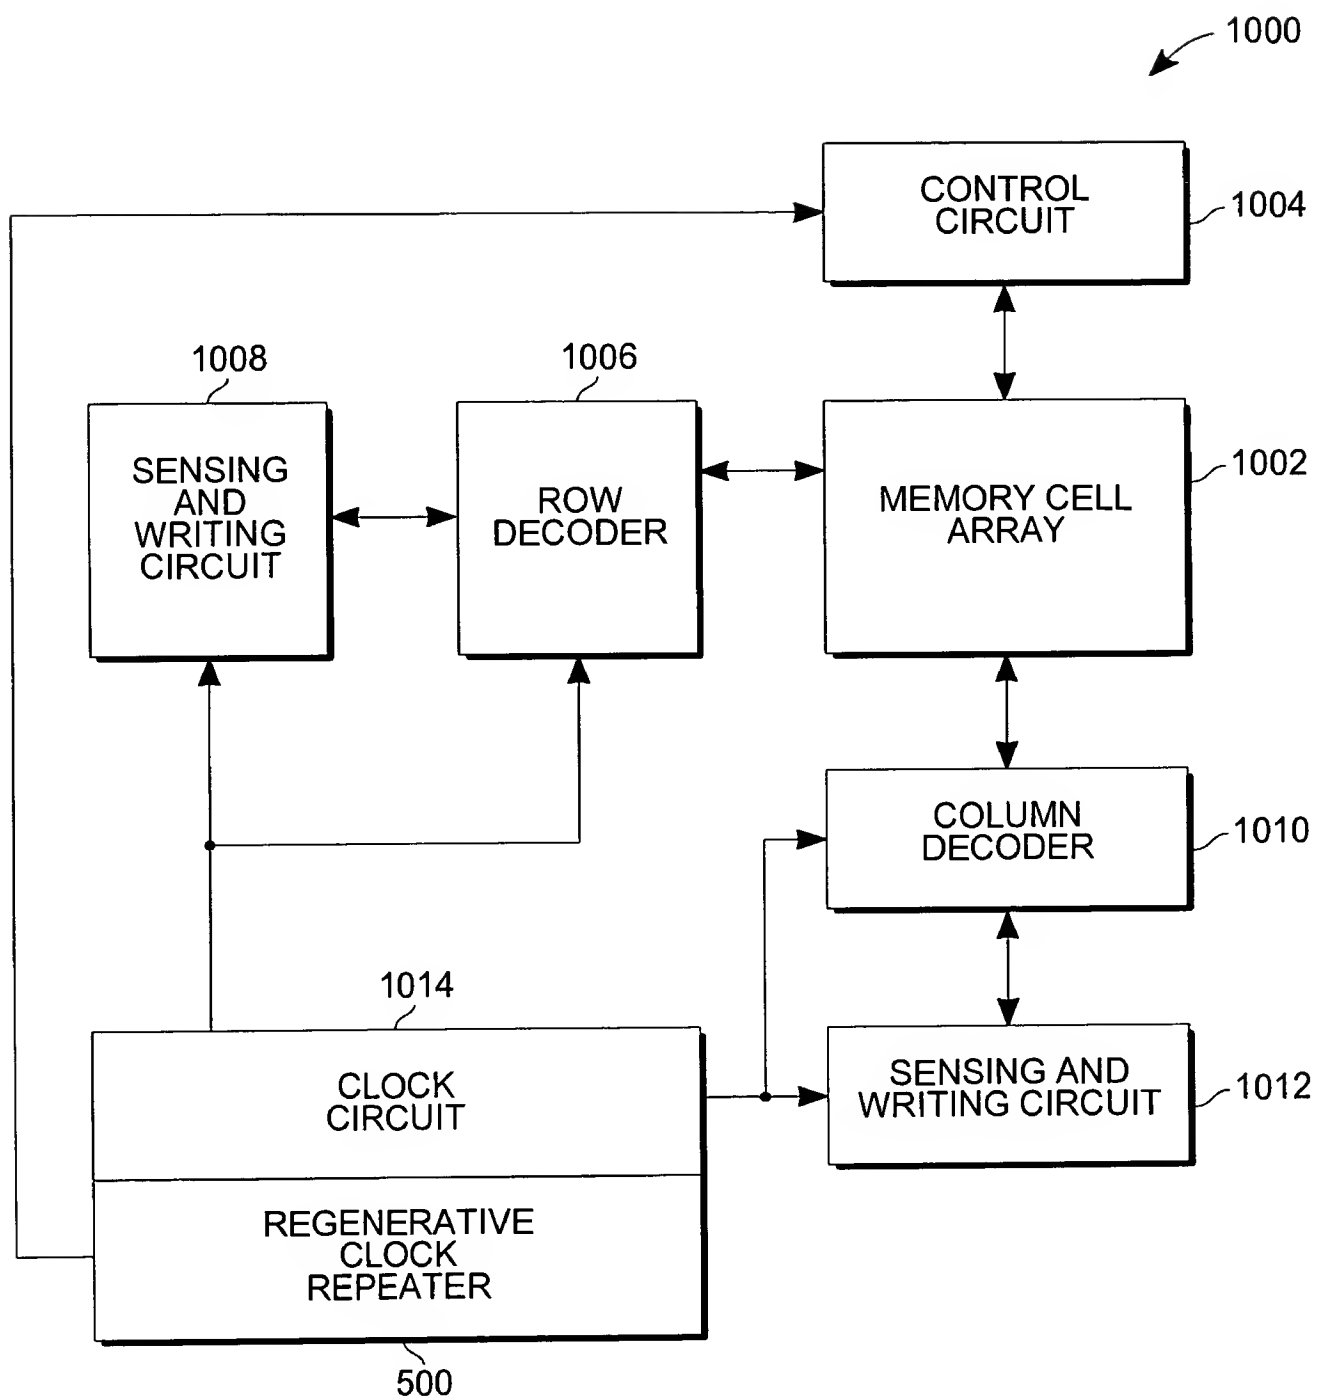 1000
CONTROL
CIRCUIT
1004
1008
1006
SENSING
AND
WRITING
CIRCUIT
ROW
DECODER
MEMORY CELL
ARRAY
1002
COLUMN
DECODER
1010
1014
CLOCK
CIRCUIT
SENSING AND
WRITING CIRCUIT
1012
REGENERATIVE
CLOCK
REPEATER
500